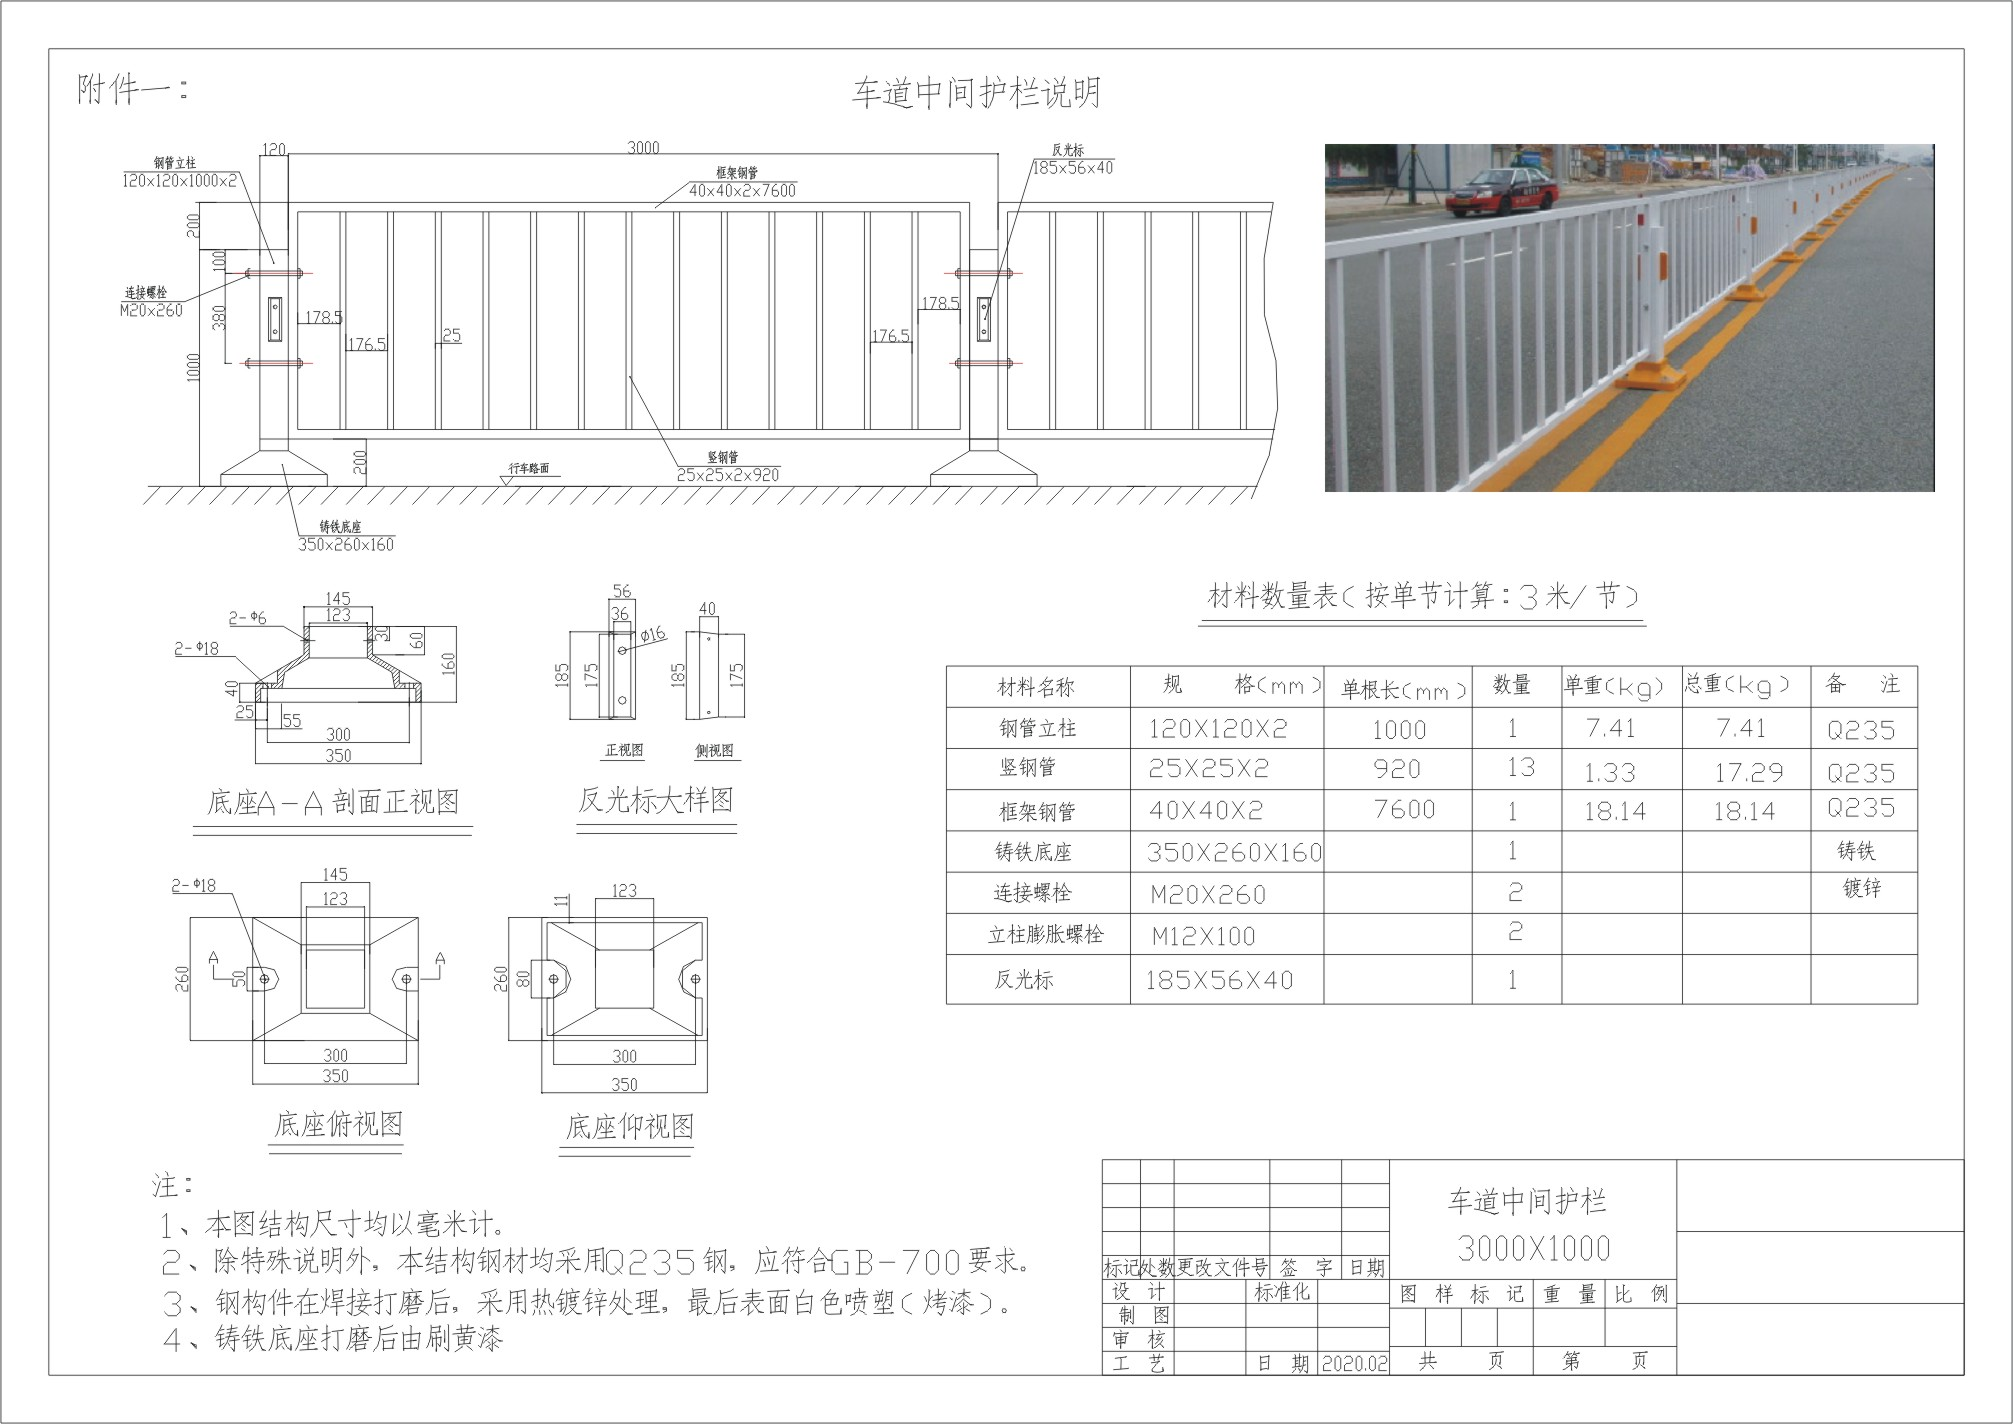 附件一：
车道中间护栏说明
120
3000
钢管立柱
120x120x1000x2
框架钢管
40x40x2x7600
反光标
185x56x40
200
100
380
1000
连接螺栓
M20x260
178.5
176.5
25
176.5
178.5
200
行车路面
竖钢管
25x25x2x920
铸铁底座
350x260x160
145
123
2-Φ6
2-Φ18
30
60
160
40
25
55
300
350
底座A-A剖面正视图
56
36
Ø16
185
175
正视图
40
185
175
侧视图
反光标大样图
145
123
2-Φ18
260
50
A
A
300
350
底座俯视图
11
123
260
80
300
350
底座仰视图
材料数量表(按单节计算：3米/节)
材料名称 规 格(mm) 单根长(mm) 数量 单重(kg) 总重(kg) 备 注
钢管立柱 120X120X2 1000 1 7.41 7.41 Q235
竖钢管 25X25X2 920 13 1.33 17.29 Q235
框架钢管 40X40X2 7600 1 18.14 18.14 Q235
铸铁底座 350X260X160 1 铸铁
连接螺栓 M20X260 2 镀锌
立柱膨胀螺栓 M12X100 2
反光标 185X56X40 1
注：
1、本图结构尺寸均以毫米计。
2、除特殊说明外，本结构钢材均采用Q235钢，应符合GB-700要求。
3、钢构件在焊接打磨后，采用热镀锌处理，最后表面白色喷塑(烤漆)。
4、铸铁底座打磨后由刷黄漆
车道中间护栏
3000X1000
标记 处数 更改文件号 签 字 日期
设 计 标准化
图 样 标 记 重 量 比 例
制 图
审 核
工 艺 日 期 2020.02
共 页 第 页